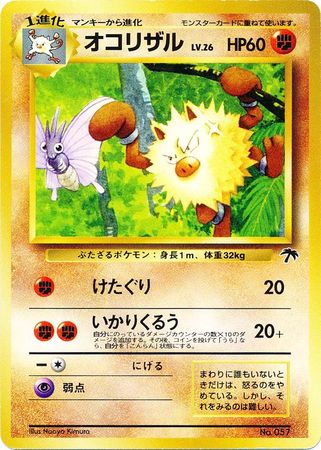 1進化 マンキーから進化 モンスターカードに重ねて使います。
オコリザル LV.26 HP60
ぶたざるポケモン:身長1m、体重32kg
けたぐり 20
いかりくるう 20+
自分にのっているダメージカウンターの数×10のダ
メージを追加する。その後、コインを投げて「うら」なら、
自分を「こんらん」状態にする。
にげる
弱点
まわりに誰もいないと
きだけは、怒るのをや
めている。しかし、そ
れをみるのは難しい。
Illus. Naoyo Kimura No.057